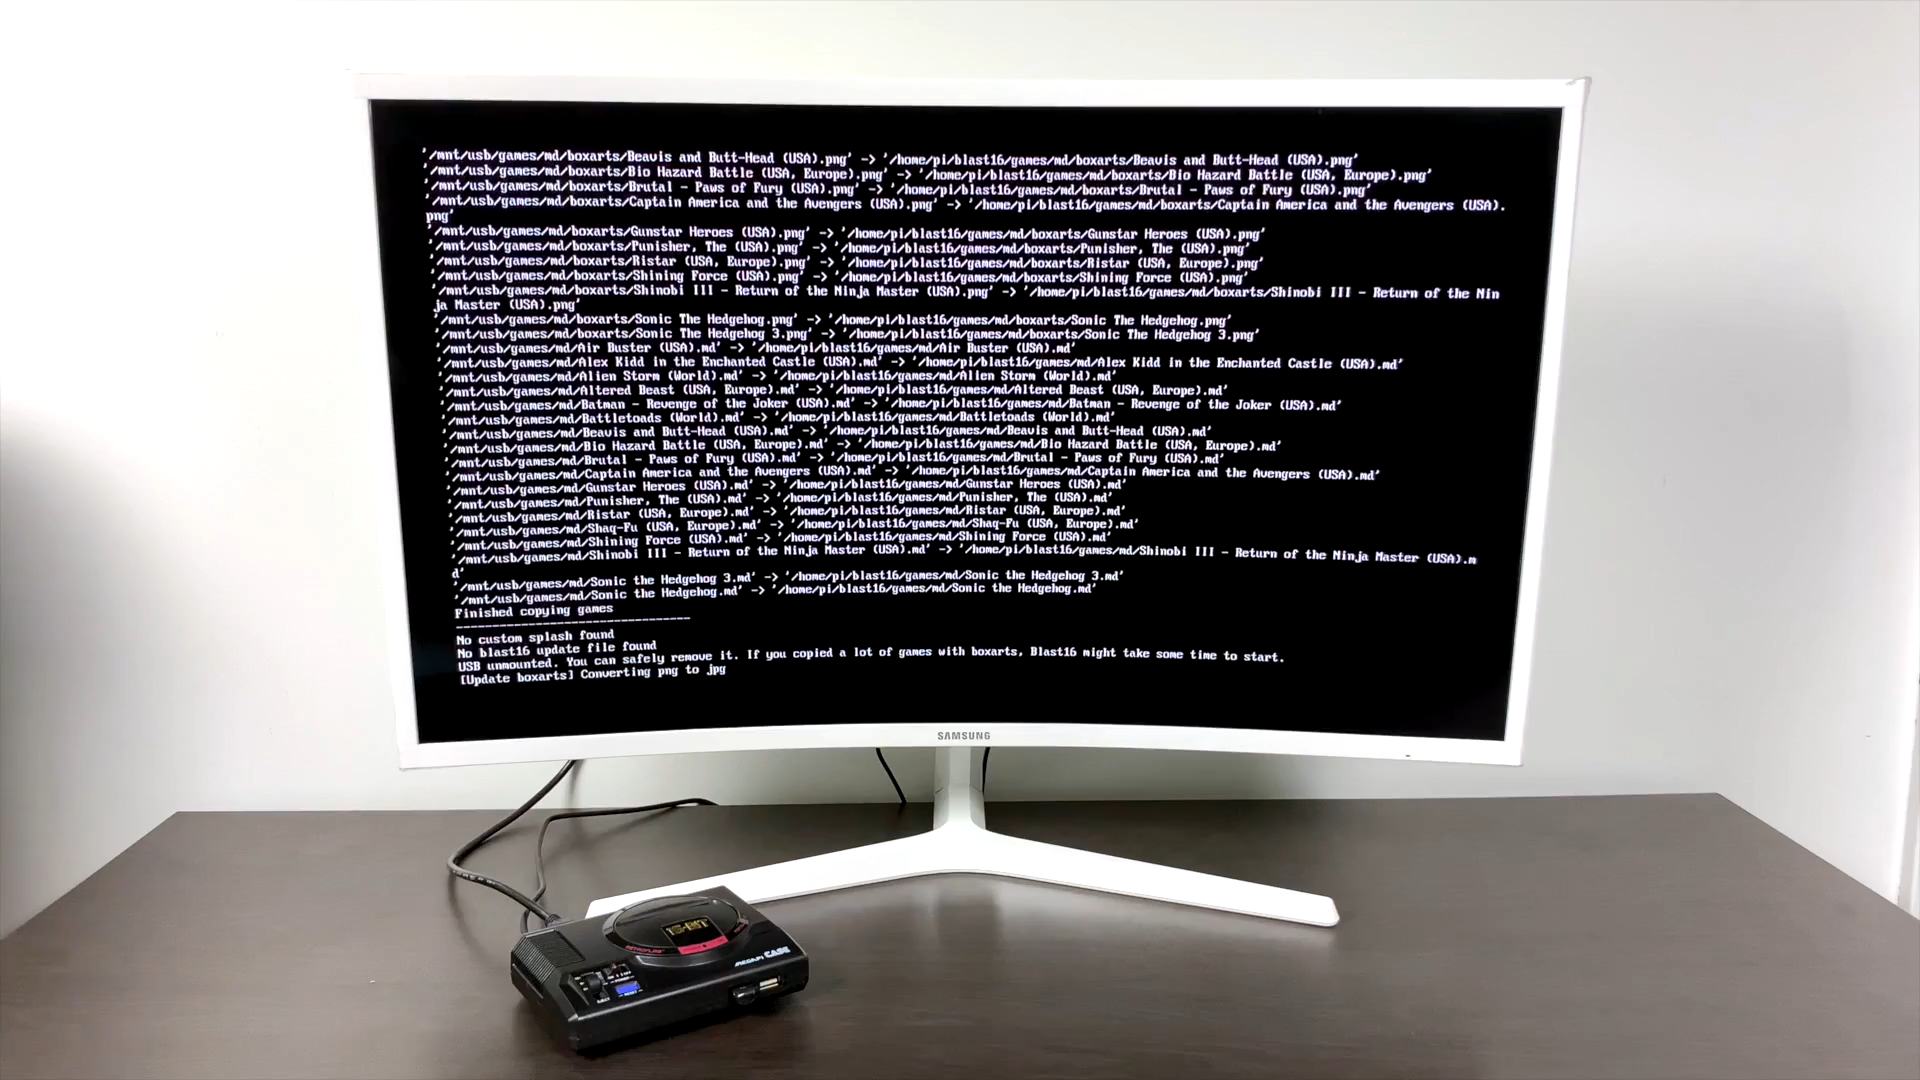 '/mnt/usb/games/md/boxarts/Beavis and Butt-Head (USA).png' -> '/home/pi/blast16/games/md/boxarts/Beavis and Butt-Head (USA).png'
'/mnt/usb/games/md/boxarts/Bio Hazard Battle (USA, Europe).png' -> '/home/pi/blast16/games/md/boxarts/Bio Hazard Battle (USA, Europe).png'
'/mnt/usb/games/md/boxarts/Brutal - Paws of Fury (USA).png' -> '/home/pi/blast16/games/md/boxarts/Brutal - Paws of Fury (USA).png'
'/mnt/usb/games/md/boxarts/Captain America and the Avengers (USA).png' -> '/home/pi/blast16/games/md/boxarts/Captain America and the Avengers (USA).
png'
'/mnt/usb/games/md/boxarts/Gunstar Heroes (USA).png' -> '/home/pi/blast16/games/md/boxarts/Gunstar Heroes (USA).png'
'/mnt/usb/games/md/boxarts/Punisher, The (USA).png' -> '/home/pi/blast16/games/md/boxarts/Punisher, The (USA).png'
'/mnt/usb/games/md/boxarts/Ristar (USA, Europe).png' -> '/home/pi/blast16/games/md/boxarts/Ristar (USA, Europe).png'
'/mnt/usb/games/md/boxarts/Shining Force (USA).png' -> '/home/pi/blast16/games/md/boxarts/Shining Force (USA).png'
'/mnt/usb/games/md/boxarts/Shinobi III - Return of the Ninja Master (USA).png' -> '/home/pi/blast16/games/md/boxarts/Shinobi III - Return of the Nin
ja Master (USA).png'
'/mnt/usb/games/md/boxarts/Sonic The Hedgehog.png' -> '/home/pi/blast16/games/md/boxarts/Sonic The Hedgehog.png'
'/mnt/usb/games/md/boxarts/Sonic The Hedgehog 3.png' -> '/home/pi/blast16/games/md/boxarts/Sonic The Hedgehog 3.png'
'/mnt/usb/games/md/Air Buster (USA).md' -> '/home/pi/blast16/games/md/Air Buster (USA).md'
'/mnt/usb/games/md/Alex Kidd in the Enchanted Castle (USA).md' -> '/home/pi/blast16/games/md/Alex Kidd in the Enchanted Castle (USA).md'
'/mnt/usb/games/md/Alien Storm (World).md' -> '/home/pi/blast16/games/md/Alien Storm (World).md'
'/mnt/usb/games/md/Altered Beast (USA, Europe).md' -> '/home/pi/blast16/games/md/Altered Beast (USA, Europe).md'
'/mnt/usb/games/md/Batman - Revenge of the Joker (USA).md' -> '/home/pi/blast16/games/md/Batman - Revenge of the Joker (USA).md'
'/mnt/usb/games/md/Battletoads (World).md' -> '/home/pi/blast16/games/md/Battletoads (World).md'
'/mnt/usb/games/md/Beavis and Butt-Head (USA).md' -> '/home/pi/blast16/games/md/Beavis and Butt-Head (USA).md'
'/mnt/usb/games/md/Bio Hazard Battle (USA, Europe).md' -> '/home/pi/blast16/games/md/Bio Hazard Battle (USA, Europe).md'
'/mnt/usb/games/md/Brutal - Paws of Fury (USA).md' -> '/home/pi/blast16/games/md/Brutal - Paws of Fury (USA).md'
'/mnt/usb/games/md/Captain America and the Avengers (USA).md' -> '/home/pi/blast16/games/md/Captain America and the Avengers (USA).md'
'/mnt/usb/games/md/Gunstar Heroes (USA).md' -> '/home/pi/blast16/games/md/Gunstar Heroes (USA).md'
'/mnt/usb/games/md/Punisher, The (USA).md' -> '/home/pi/blast16/games/md/Punisher, The (USA).md'
'/mnt/usb/games/md/Ristar (USA, Europe).md' -> '/home/pi/blast16/games/md/Ristar (USA, Europe).md'
'/mnt/usb/games/md/Shaq-Fu (USA, Europe).md' -> '/home/pi/blast16/games/md/Shaq-Fu (USA, Europe).md'
'/mnt/usb/games/md/Shining Force (USA).md' -> '/home/pi/blast16/games/md/Shining Force (USA).md'
'/mnt/usb/games/md/Shinobi III - Return of the Ninja Master (USA).md' -> '/home/pi/blast16/games/md/Shinobi III - Return of the Ninja Master (USA).m
d'
'/mnt/usb/games/md/Sonic the Hedgehog 3.md' -> '/home/pi/blast16/games/md/Sonic the Hedgehog 3.md'
'/mnt/usb/games/md/Sonic the Hedgehog.md' -> '/home/pi/blast16/games/md/Sonic the Hedgehog.md'
Finished copying games
---------------------------------
No custom splash found
No blast16 update file found
USB unmounted. You can safely remove it. If you copied a lot of games with boxarts, Blast16 might take some time to start.
[Update boxarts] Converting png to jpg
SAMSUNG
16-BIT
MEGAPi CASE
RESET